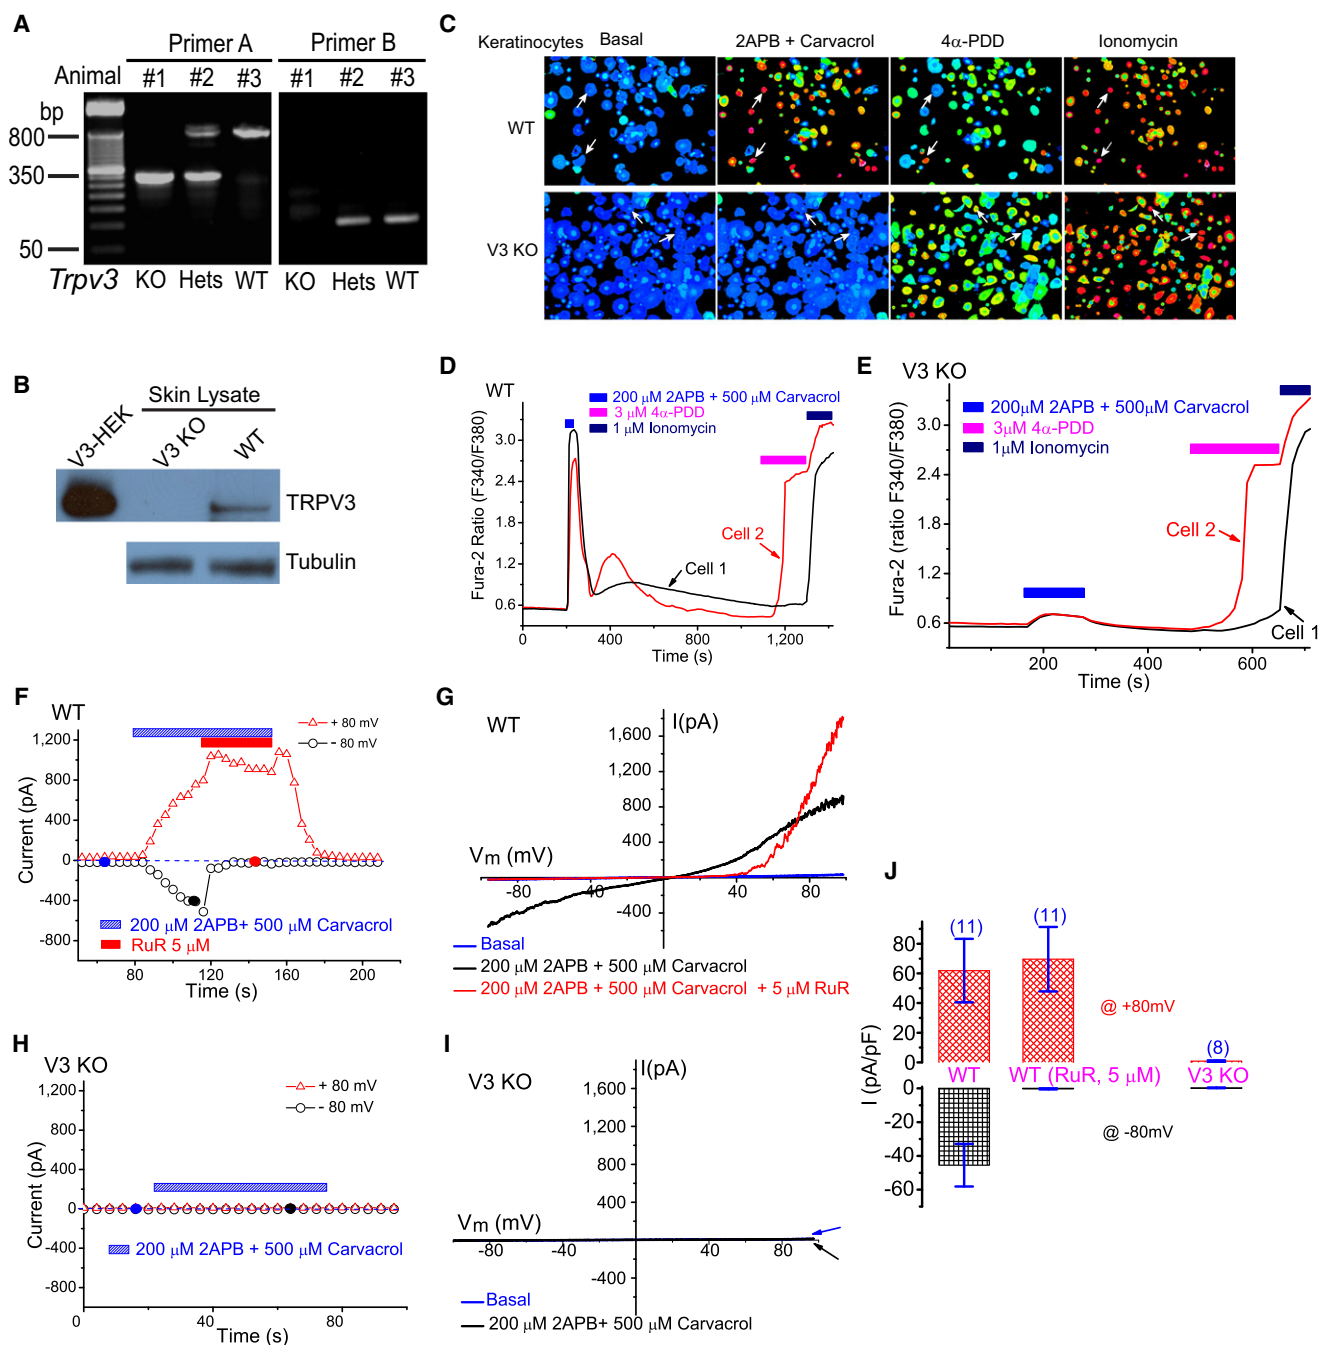 A
Primer A
Primer B
Animal
#1
#2
#3
#1
#2
#3
bp
800
350
50
Trpv3
KO
Hets
WT
KO
Hets
WT
B
Skin Lysate
V3-HEK
V3 KO
WT
TRPV3
Tubulin
C
Keratinocytes
Basal
2APB + Carvacrol
4α-PDD
Ionomycin
WT
V3 KO
D
WT
200 μM 2APB + 500 μM Carvacrol
3 μM 4α-PDD
1 μM Ionomycin
Fura-2 Ratio (F340/F380)
3.0
2.4
1.8
1.2
0.6
Cell 2
Cell 1
0
400
800
1,200
Time (s)
E
V3 KO
200μM 2APB + 500μM Carvacrol
3μM 4α-PDD
1μM Ionomycin
Fura-2 (ratio F340/F380)
3.0
2.4
1.8
1.2
0.6
Cell 2
Cell 1
200
400
600
Time (s)
F
WT
+ 80 mV
- 80 mV
Current (pA)
1,200
800
400
0
-400
-800
200 μM 2APB+ 500 μM Carvacrol
RuR 5 μM
80
120
160
200
Time (s)
G
WT
I(pA)
1,600
1,200
800
400
-400
Vm (mV)
-80
-40
40
80
Basal
200 μM 2APB + 500 μM Carvacrol
200 μM 2APB + 500 μM Carvacrol + 5 μM RuR
H
V3 KO
+ 80 mV
- 80 mV
Current (pA)
1,200
800
400
0
-400
-800
200 μM 2APB + 500 μM Carvacrol
0
40
80
Time (s)
I
V3 KO
I(pA)
1,600
1,200
800
400
-400
Vm (mV)
-80
-40
40
80
Basal
200 μM 2APB+ 500 μM Carvacrol
J
(11)
(11)
(8)
80
60
40
20
0
@ +80mV
WT
WT (RuR, 5 μM)
V3 KO
I (pA/pF)
0
-20
-40
-60
@ -80mV